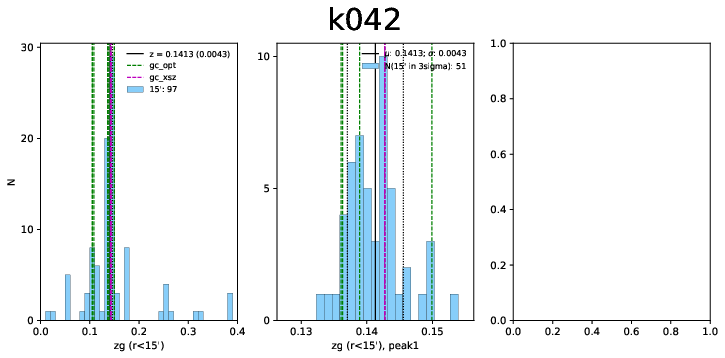 k042
z = 0.1413 (0.0043)
gc_opt
gc_xsz
15': 97
30
20
10
0
N
0.0 0.1 0.2 0.3 0.4
zg (r<15')
μ: 0.1413; σ: 0.0043
N(15' in 3sigma): 51
10
5
0
0.13 0.14 0.15
zg (r<15'), peak1
1.0
0.8
0.6
0.4
0.2
0.0
0.0 0.2 0.4 0.6 0.8 1.0